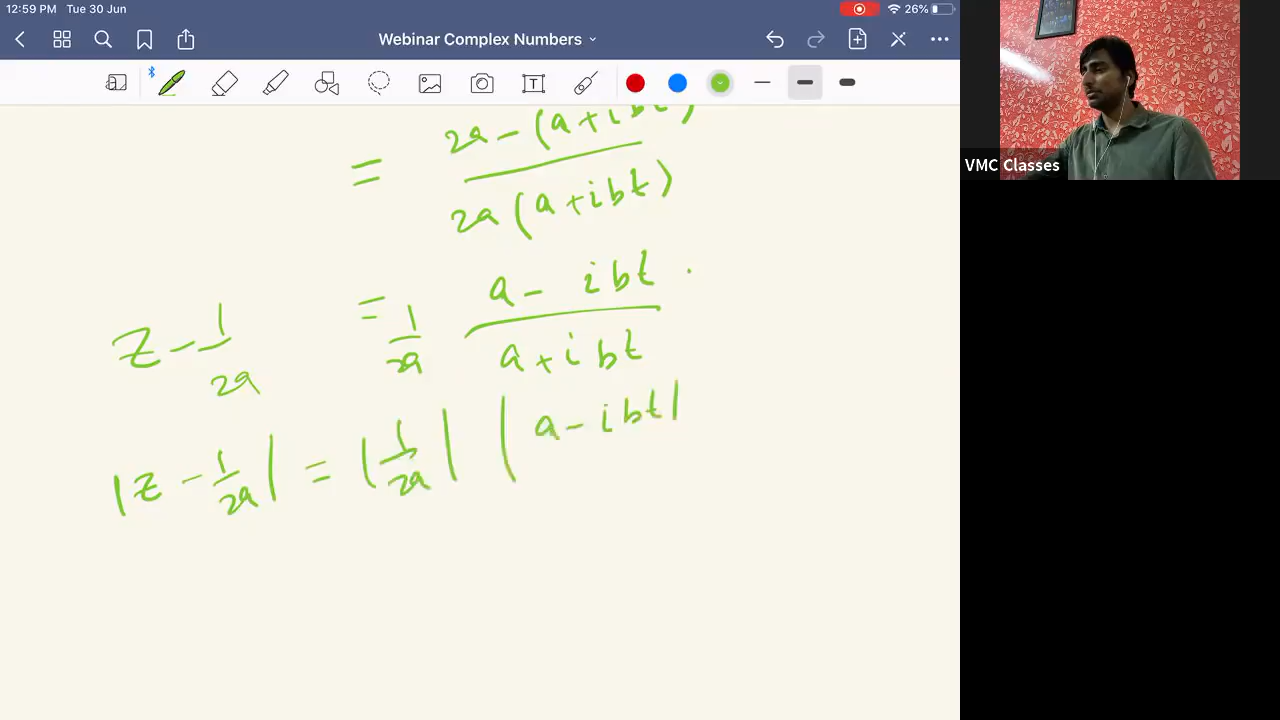 12:59 PM Tue 30 Jun 26%
Webinar Complex Numbers
VMC Classes
= 2a - (a + ibt) / 2a (a + ibt)
z - 1/2a = 1/2a a - ibt / a + ibt
|z - 1/2a| = |1/2a| |a - ibt|